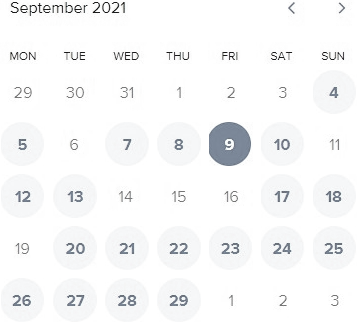 September 2021 < >
MON TUE WED THU FRI SAT SUN
29 30 31 1 2 3 4
5 6 7 8 9 10 11
12 13 14 15 16 17 18
19 20 21 22 23 24 25
26 27 28 29 1 2 3